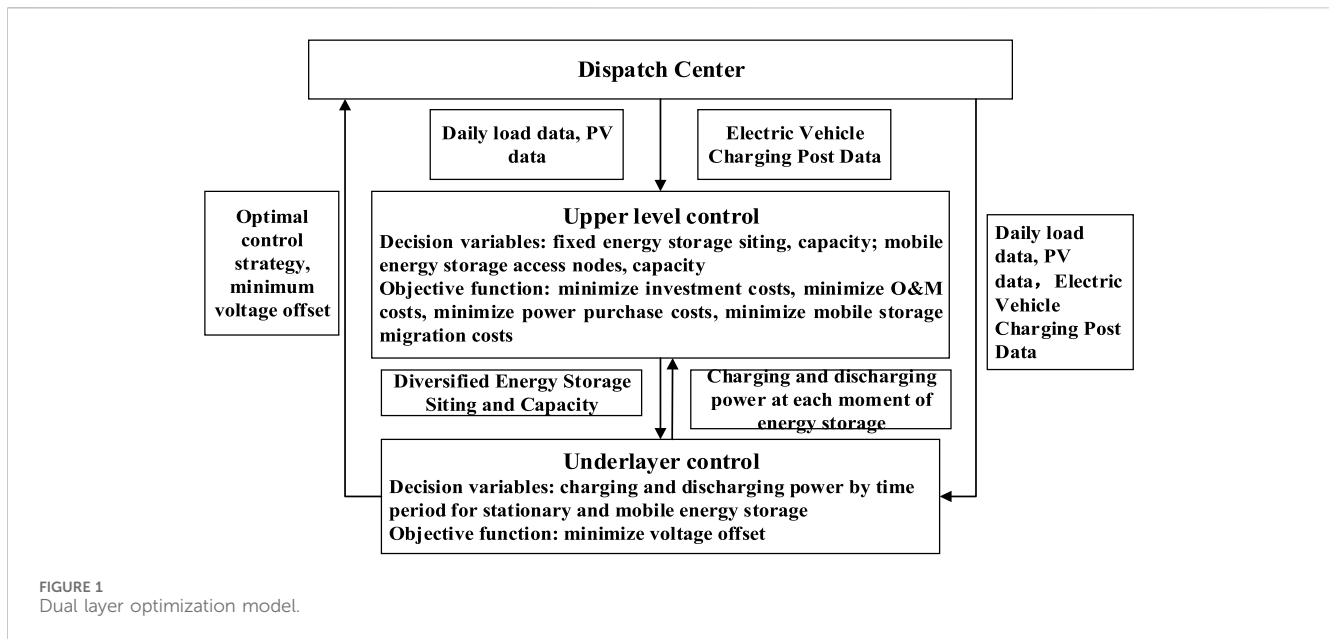 Dispatch Center
Daily load data, PV
data
Electric Vehicle
Charging Post Data
Optimal
control
strategy,
minimum
voltage offset
Upper level control
Decision variables: fixed energy storage siting, capacity; mobile
energy storage access nodes, capacity
Objective function: minimize investment costs, minimize O&M
costs, minimize power purchase costs, minimize mobile storage
migration costs
Daily load
data, PV
data，Electric
Vehicle
Charging Post
Data
Diversified Energy Storage
Siting and Capacity
Charging and discharging
power at each moment of
energy storage
Underlayer control
Decision variables: charging and discharging power by time
period for stationary and mobile energy storage
Objective function: minimize voltage offset
FIGURE 1
Dual layer optimization model.